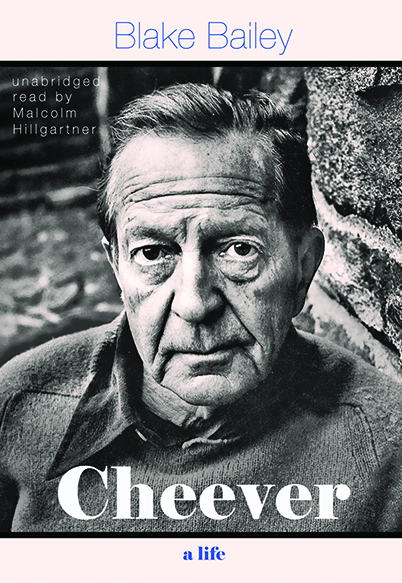 Blake Bailey
unabridged
read by
Malcolm
Hillgartner
Cheever
a life